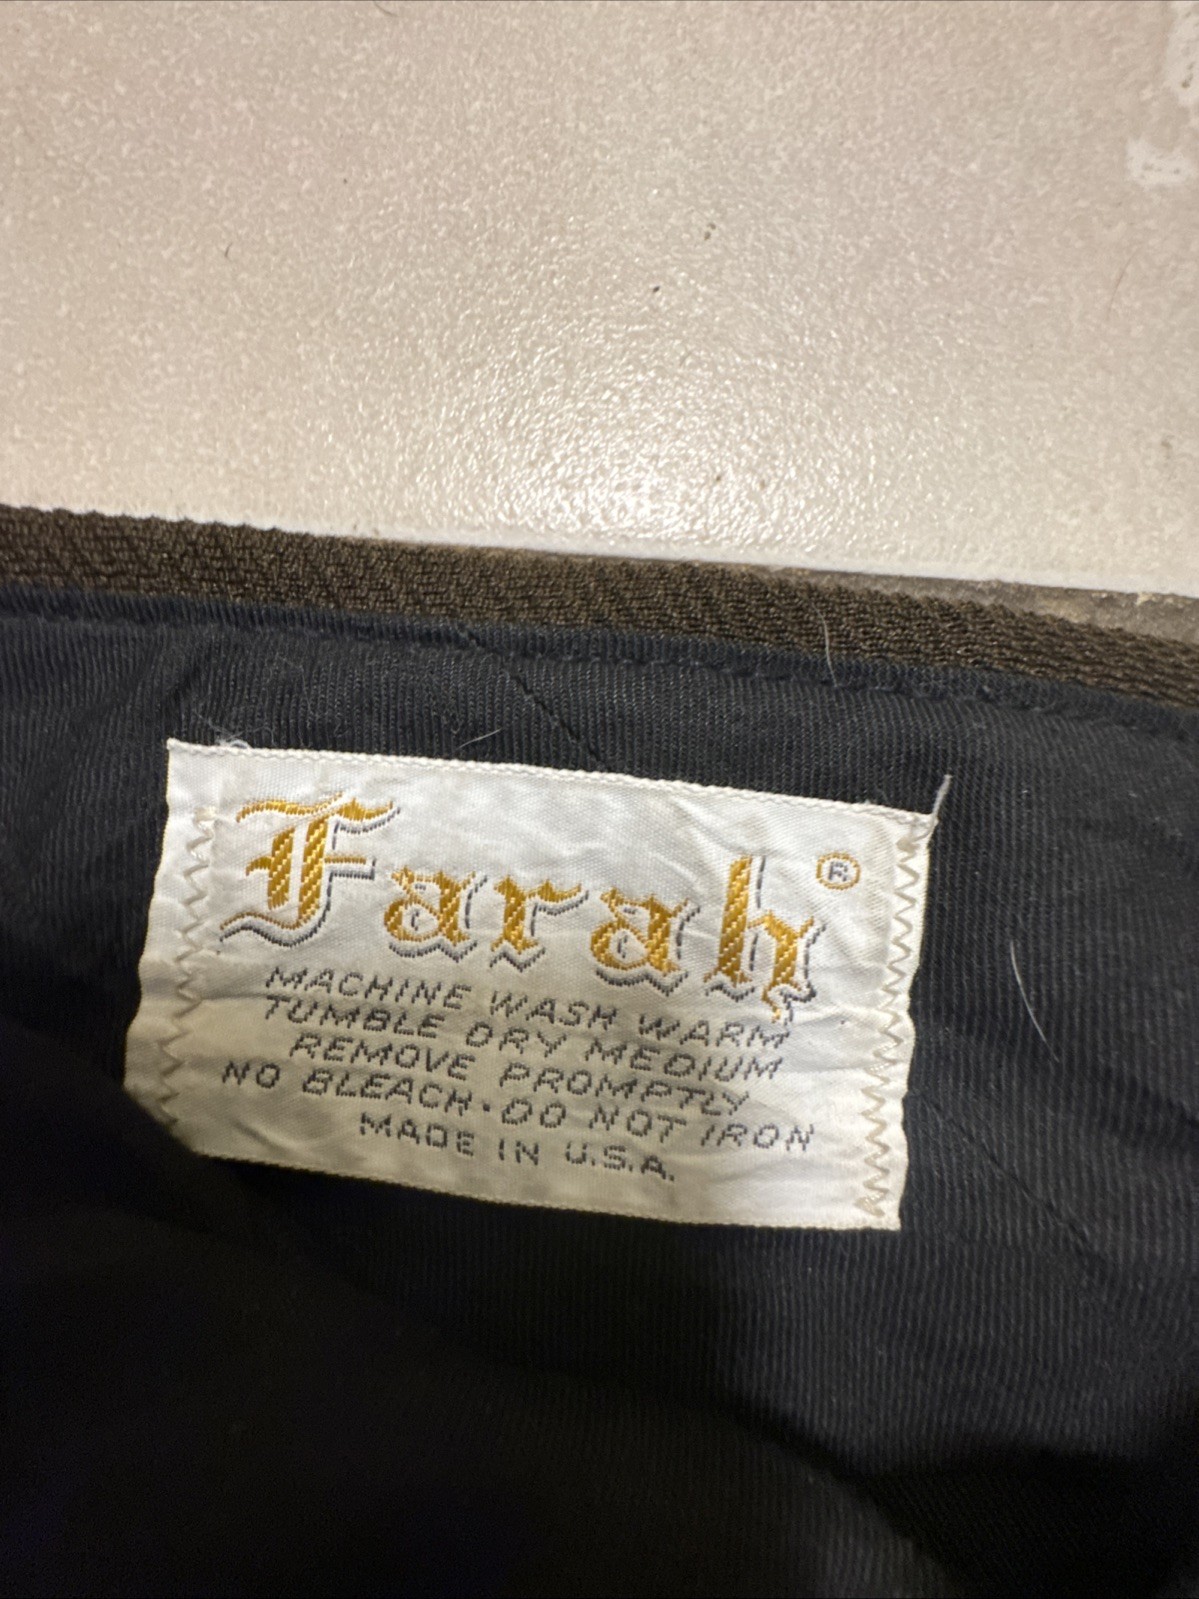 Farah ®
MACHINE WASH WARM
TUMBLE DRY MEDIUM
REMOVE PROMPTLY
NO BLEACH • DO NOT IRON
MADE IN U.S.A.